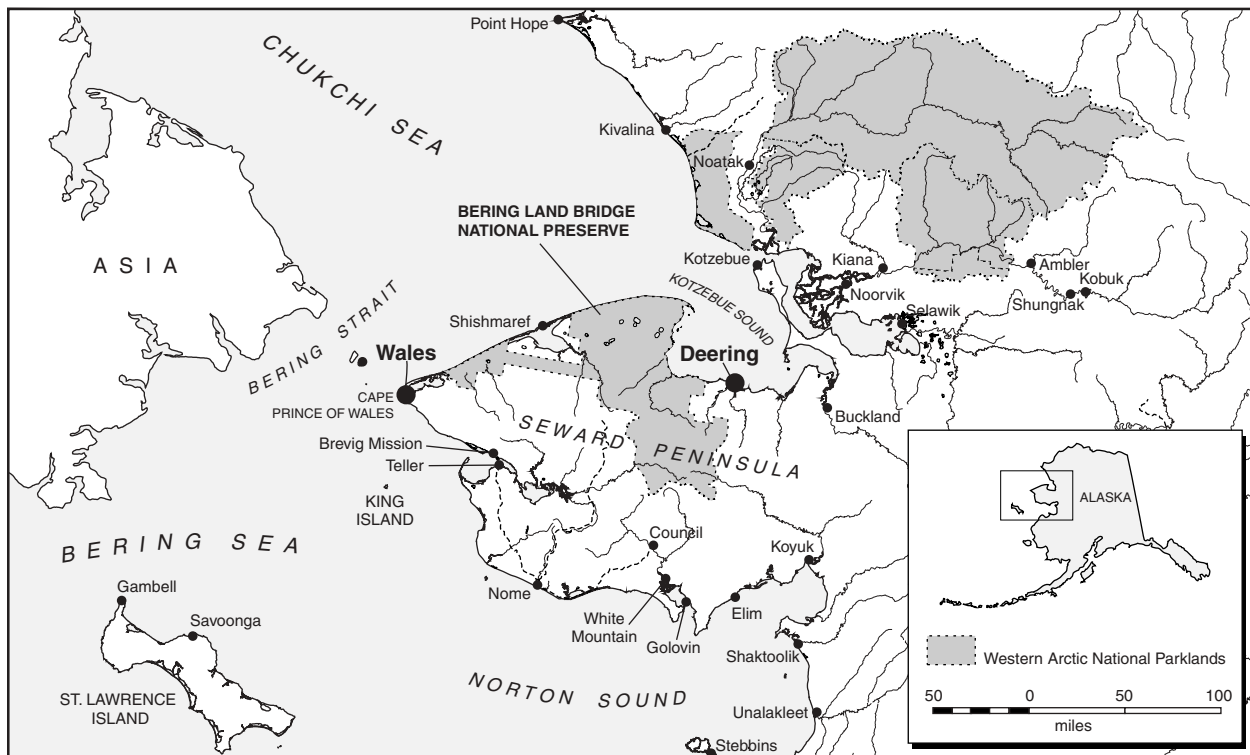 Point Hope
CHUKCHI SEA
Kivalina
Noatak
BERING LAND BRIDGE
NATIONAL PRESERVE
ASIA
Kotzebue
Kiana
Ambler
Kobuk
Noorvik
Shungnak
KOTZEBUE SOUND
Selawik
BERING STRAIT
Shishmaref
Wales
Deering
CAPE
PRINCE OF WALES
Buckland
SEWARD PENINSULA
Brevig Mission
Teller
KING
ISLAND
BERING SEA
Council
Koyuk
Gambell
Nome
Savoonga
White
Mountain
Elim
Golovin
Shaktoolik
ST. LAWRENCE
ISLAND
NORTON SOUND
Unalakleet
Stebbins
ALASKA
Western Arctic National Parklands
50 0 50 100
miles